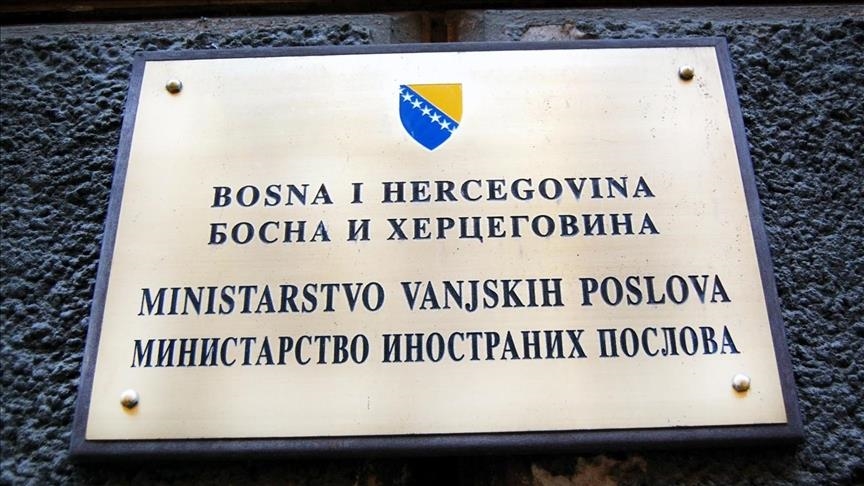 BOSNA I HERCEGOVINA
БОСНА И ХЕРЦЕГОВИНА
MINISTARSTVO VANJSKIH POSLOVA
МИНИСТАРСТВО ИНОСТРАНИХ ПОСЛОВА